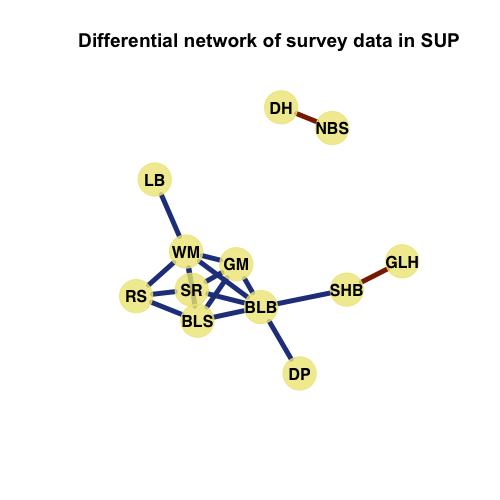 Differential network of survey data in SUP
DH
NBS
LB
WM
GM
GLH
SR
SHB
RS
BLB
BLS
DP